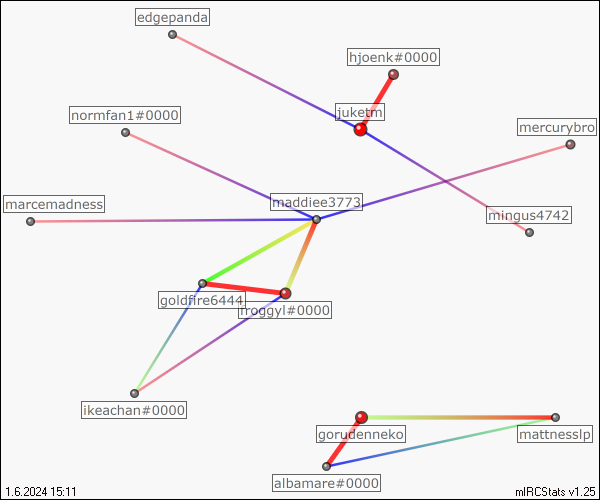 edgepanda
hjoenk#0000
juketm
normfan1#0000
mercurybro
maddiee3773
marcemadness
mingus4742
goldfire6444
froggyl#0000
ikeachan#0000
gorudenneko
mattnesslp
albamare#0000
1.6.2024 15:11
mIRCStats v1.25